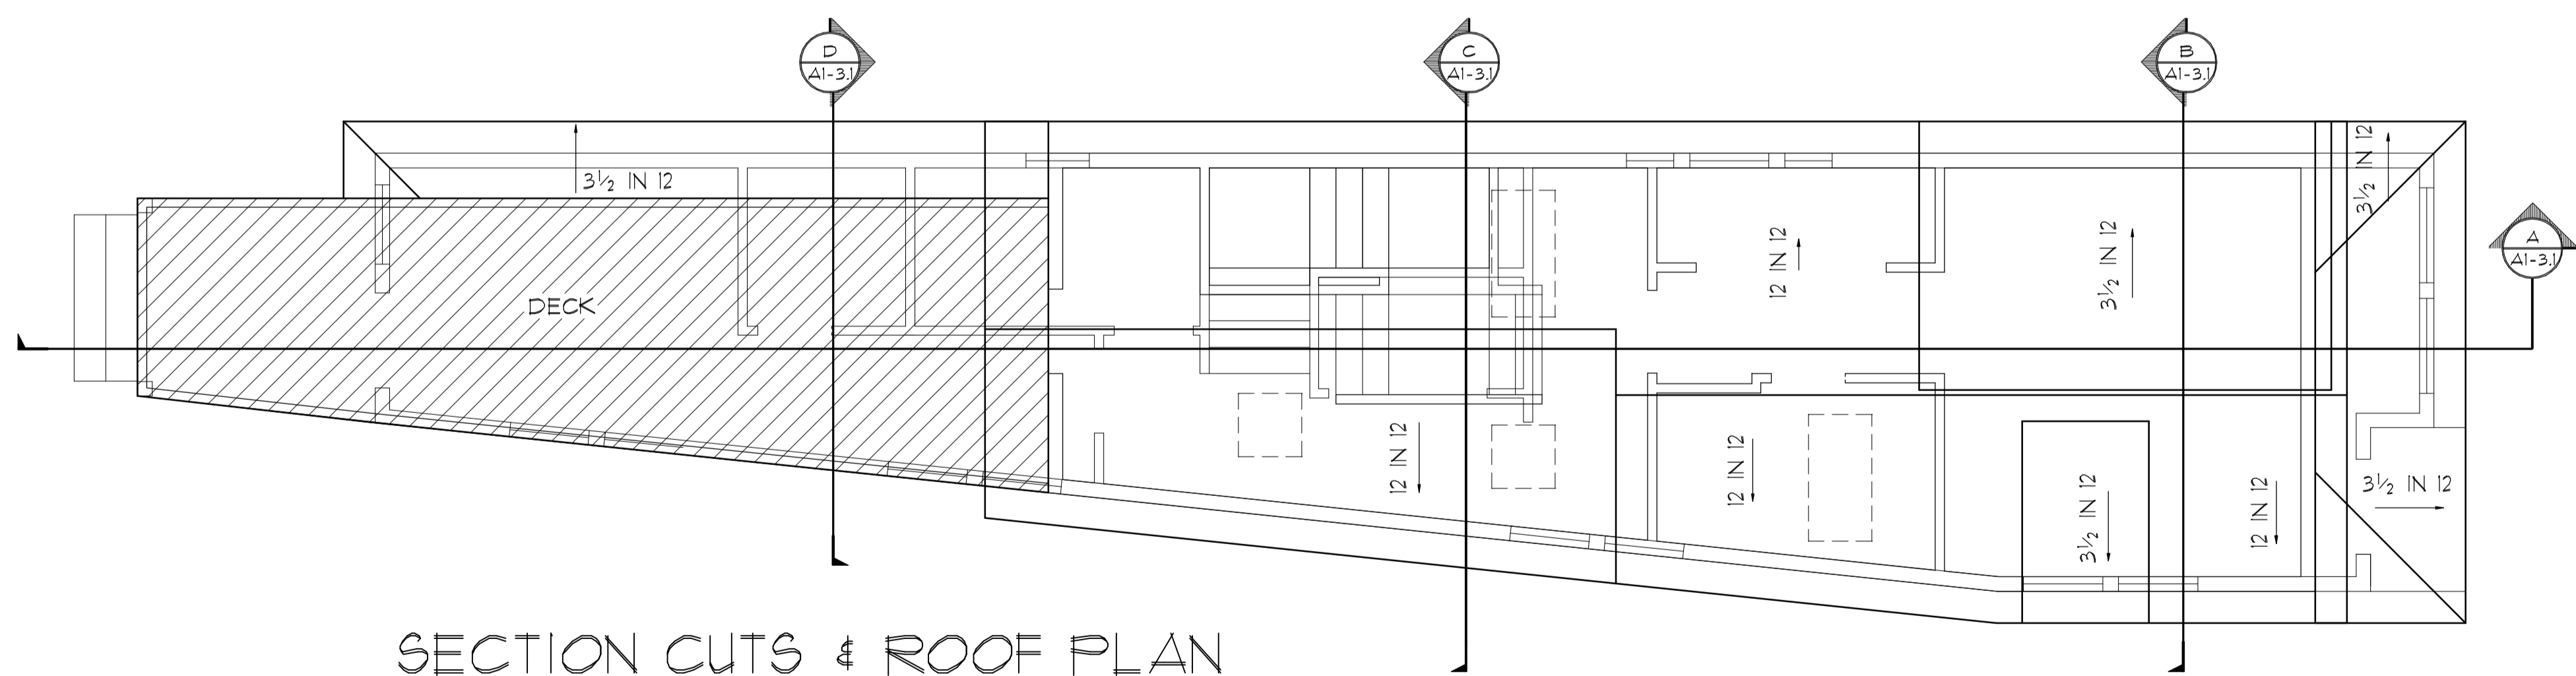 D
A1-3.1
C
A1-3.1
B
A1-3.1
3½ IN 12
3½ IN 12
A
A1-3.1
12 IN 12
3½ IN 12
DECK
12 IN 12
12 IN 12
3½ IN 12
12 IN 12
3½ IN 12
SECTION CUTS & ROOF PLAN